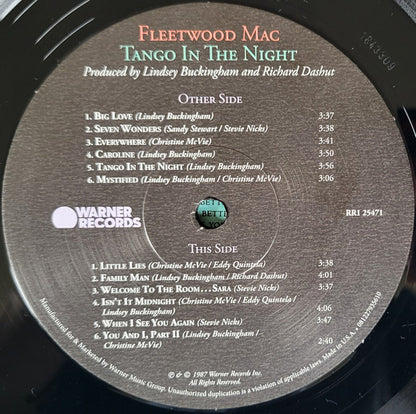 1843309
FLEETWOOD MAC
TANGO IN THE NIGHT
Produced by Lindsey Buckingham and Richard Dashut
OTHER SIDE
1. BIG LOVE (Lindsey Buckingham) 3:37
2. SEVEN WONDERS (Sandy Stewart / Stevie Nicks) 3:38
3. EVERYWHERE (Christine McVie) 3:41
4. CAROLINE (Lindsey Buckingham) 3:50
5. TANGO IN THE NIGHT (Lindsey Buckingham) 3:56
6. MYSTIFIED (Lindsey Buckingham / Christine McVie) 3:06
WARNER
RECORDS
RR1 25471
THIS SIDE
1. LITTLE LIES (Christine McVie / Eddy Quintela) 3:38
2. FAMILY MAN (Lindsey Buckingham / Richard Dashut) 4:01
3. WELCOME TO THE ROOM...SARA (Stevie Nicks) 3:37
4. ISN'T IT MIDNIGHT (Christine McVie / Eddy Quintela /
Lindsey Buckingham) 4:06
5. WHEN I SEE YOU AGAIN (Stevie Nicks) 3:47
6. YOU AND I, PART II (Lindsey Buckingham /
Christine McVie) 2:40
℗ & © 1987 Warner Records Inc.
All Rights Reserved.
Manufactured for & Marketed by Warner Music Group. Unauthorized duplication is a violation of applicable laws. Made in U.S.A. 081227935610